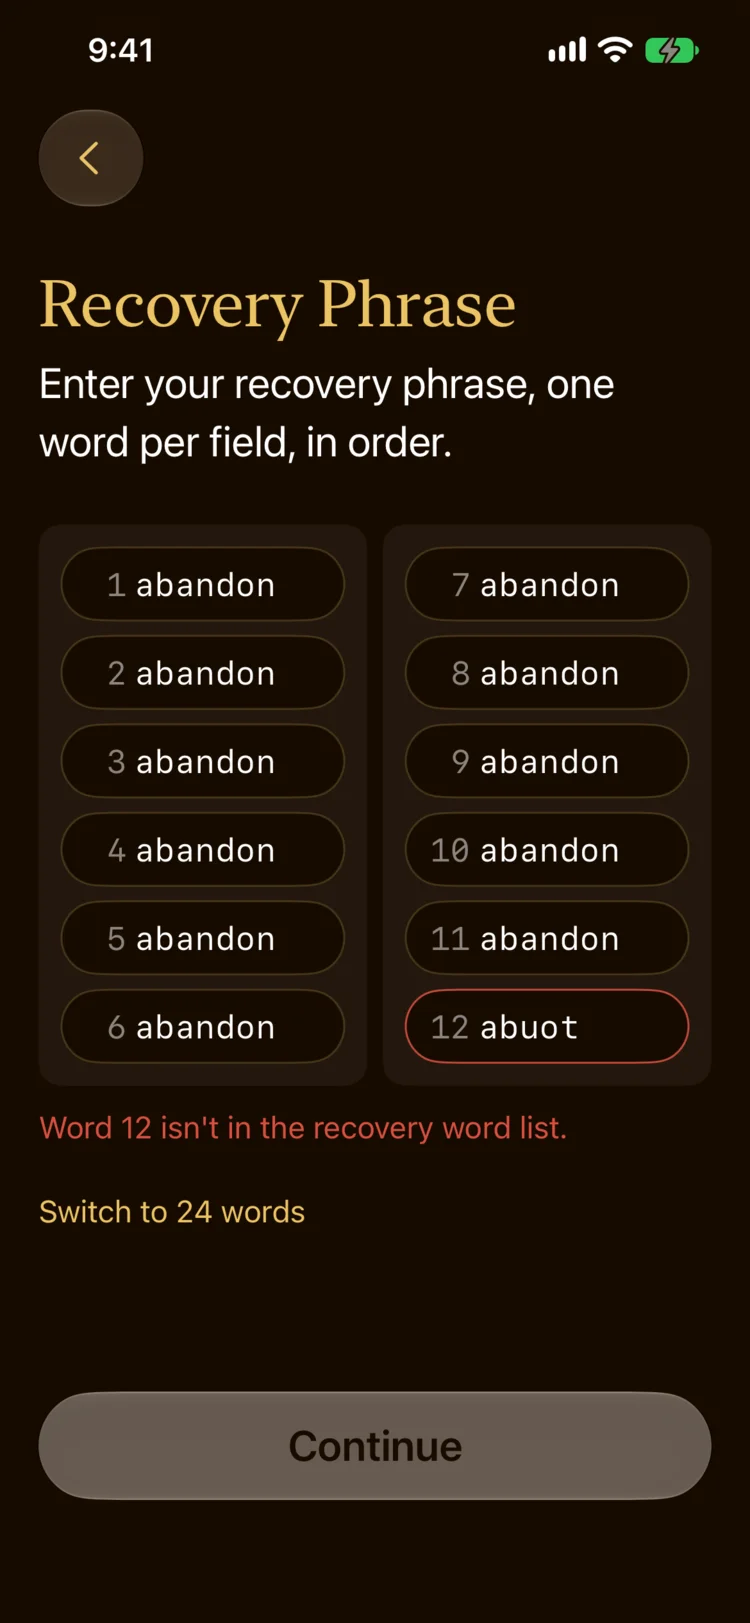 9:41
Recovery Phrase
Enter your recovery phrase, one
word per field, in order.
1 abandon
2 abandon
3 abandon
4 abandon
5 abandon
6 abandon
7 abandon
8 abandon
9 abandon
10 abandon
11 abandon
12 abuot
Word 12 isn't in the recovery word list.
Switch to 24 words
Continue